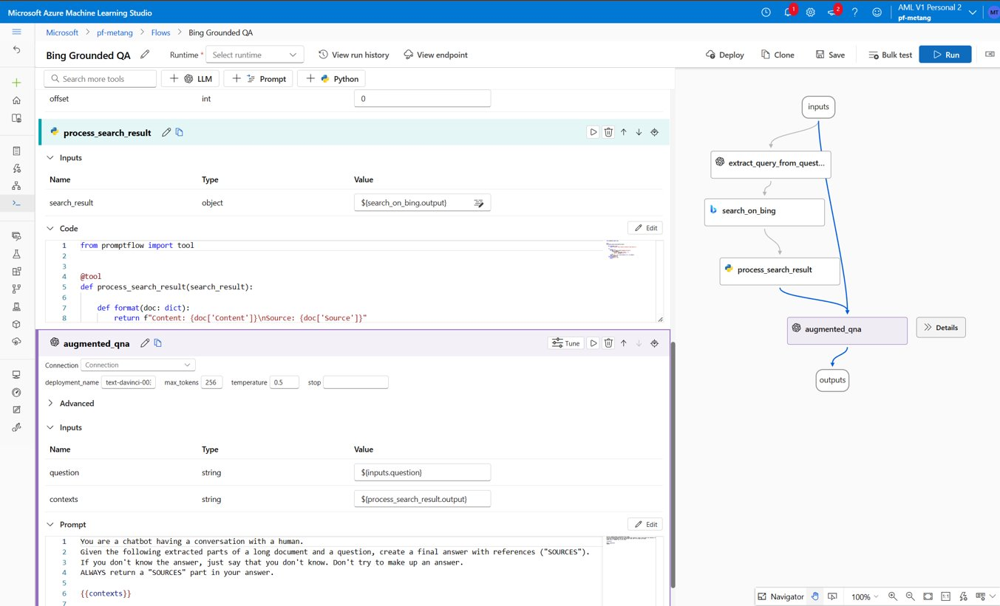 Microsoft Azure Machine Learning Studio
1
2
AML V1 Personal 2
pf-metang
MT
Microsoft > pf-metang > Flows > Bing Grounded QA
Bing Grounded QA
Runtime *
Select runtime
View run history
View endpoint
Deploy
Clone
Save
Bulk test
Run
Search more tools
LLM
Prompt
Python
offset int 0
process_search_result
Inputs
Name Type Value
search_result object ${search_on_bing.output}
Code
Edit
1 from promptflow import tool
2
3
4 @tool
5 def process_search_result(search_result):
6
7 def format(doc: dict):
8 return f"Content: {doc['Content']}\nSource: {doc['Source']}"
augmented_qna
Tune
Connection Connection
deployment_name text-davinci-003 max_tokens 256 temperature 0.5 stop
Advanced
Inputs
Name Type Value
question string ${inputs.question}
contexts string ${process_search_result.output}
Prompt
Edit
1 You are a chatbot having a conversation with a human.
2 Given the following extracted parts of a long document and a question, create a final answer with references ("SOURCES").
3 If you don't know the answer, just say that you don't know. Don't try to make up an answer.
4 ALWAYS return a "SOURCES" part in your answer.
5
6 {{contexts}}
7
inputs
extract_query_from_quest...
search_on_bing
process_search_result
augmented_qna
Details
outputs
Navigator
100%
1:1